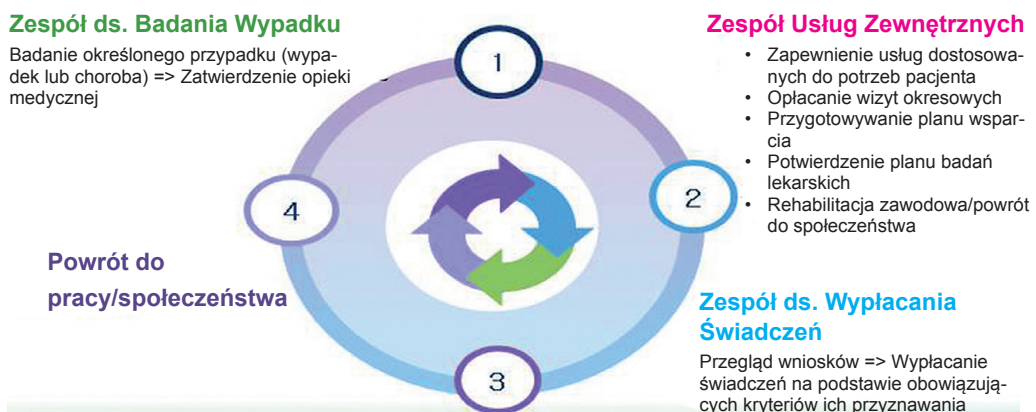 Zespół ds. Badania Wypadku
Badanie określonego przypadku (wypa-
dek lub choroba) => Zatwierdzenie opieki
medycznej
1
Zespół Usług Zewnętrznych
• Zapewnienie usług dostosowa-
nych do potrzeb pacjenta
• Opłacanie wizyt okresowych
• Przygotowywanie planu wspar-
cia
• Potwierdzenie planu badań
lekarskich
• Rehabilitacja zawodowa/powrót
do społeczeństwa
2
4
Powrót do
pracy/społeczeństwa
Zespół ds. Wypłacania
Świadczeń
Przegląd wniosków => Wypłacanie
świadczeń na podstawie obowiązują-
cych kryteriów ich przyznawania
3